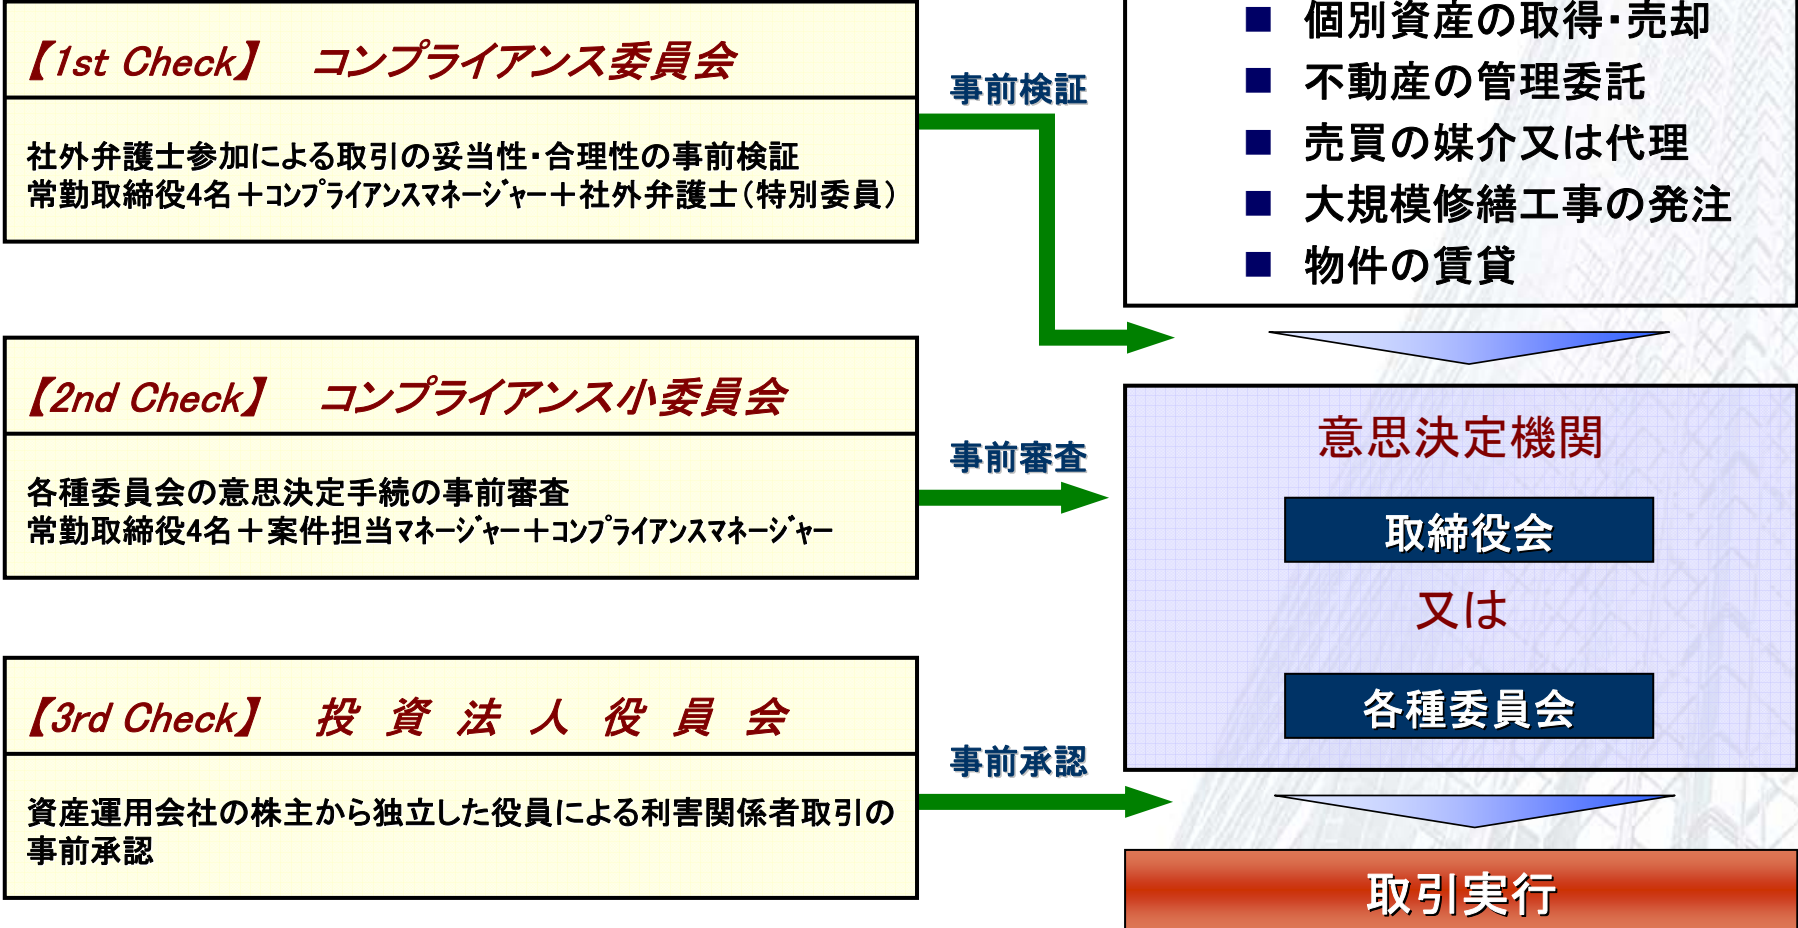 【1st Check】 コンプライアンス委員会
社外弁護士参加による取引の妥当性・合理性の事前検証
常勤取締役4名＋ｺﾝﾌﾟﾗｲｱﾝｽﾏﾈｰｼﾞｬｰ＋社外弁護士（特別委員）
事前検証
【2nd Check】 コンプライアンス小委員会
各種委員会の意思決定手続の事前審査
常勤取締役4名＋案件担当ﾏﾈｰｼﾞｬｰ＋ｺﾝﾌﾟﾗｲｱﾝｽﾏﾈｰｼﾞｬｰ
事前審査
【3rd Check】 投 資 法 人 役 員 会
資産運用会社の株主から独立した役員による利害関係者取引の
事前承認
事前承認
■ 個別資産の取得・売却
■ 不動産の管理委託
■ 売買の媒介又は代理
■ 大規模修繕工事の発注
■ 物件の賃貸
意思決定機関
取締役会
又は
各種委員会
取引実行